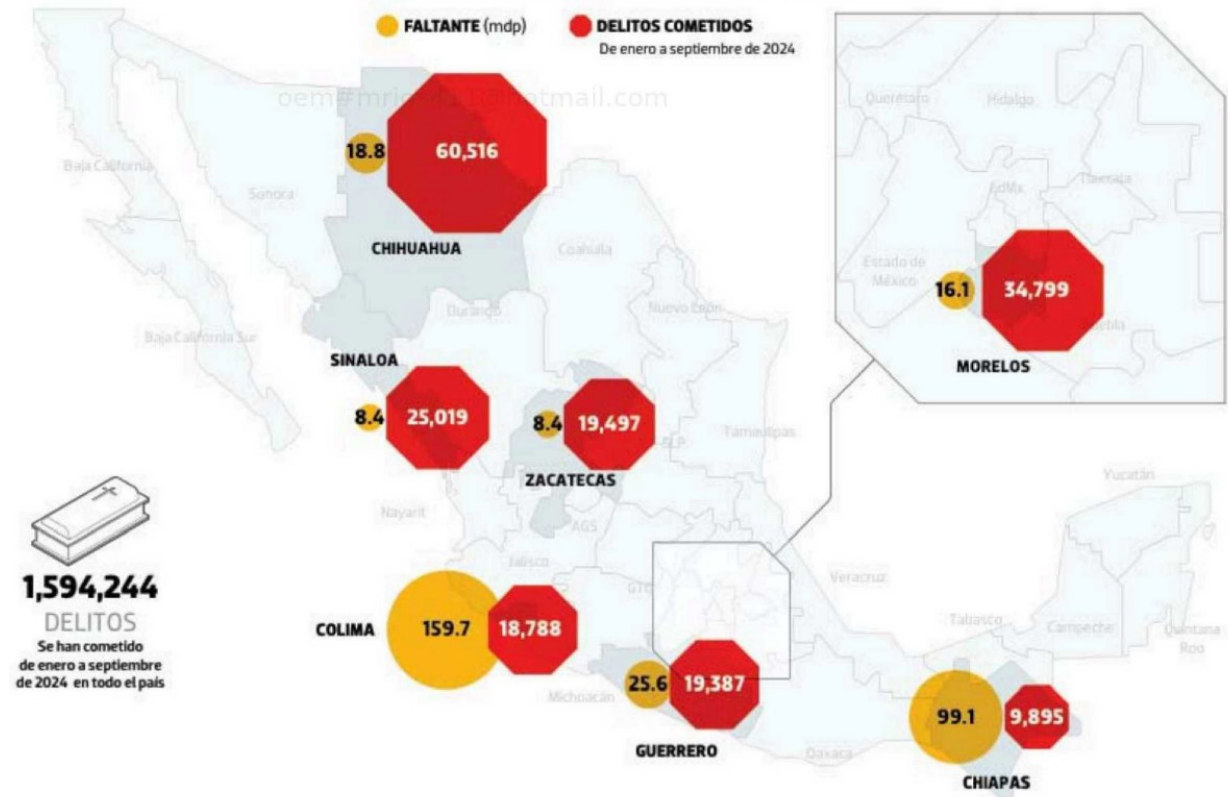 FALTANTE (mdp)
DELITOS COMETIDOS
De enero a septiembre de 2024
Baja California
Sonora
18.8
60,516
CHIHUAHUA
Coahuila
Nuevo León
Durango
Baja California Sur
SINALOA
8.4
25,019
8.4
19,497
ZACATECAS
SLP
Tamaulipas
Nayarit
AGS
Jalisco
GTO
Querétaro
Hidalgo
EdMx
Tlaxcala
Estado de
México
16.1
34,799
MORELOS
1,594,244
DELITOS
Se han cometido
de enero a septiembre
de 2024 en todo el país
COLIMA
159.7
18,788
Michoacán
25.6
19,387
GUERRERO
Veracruz
Yucatán
Tabasco
Campeche
Quintana
Roo
99.1
9,895
Oaxaca
CHIAPAS